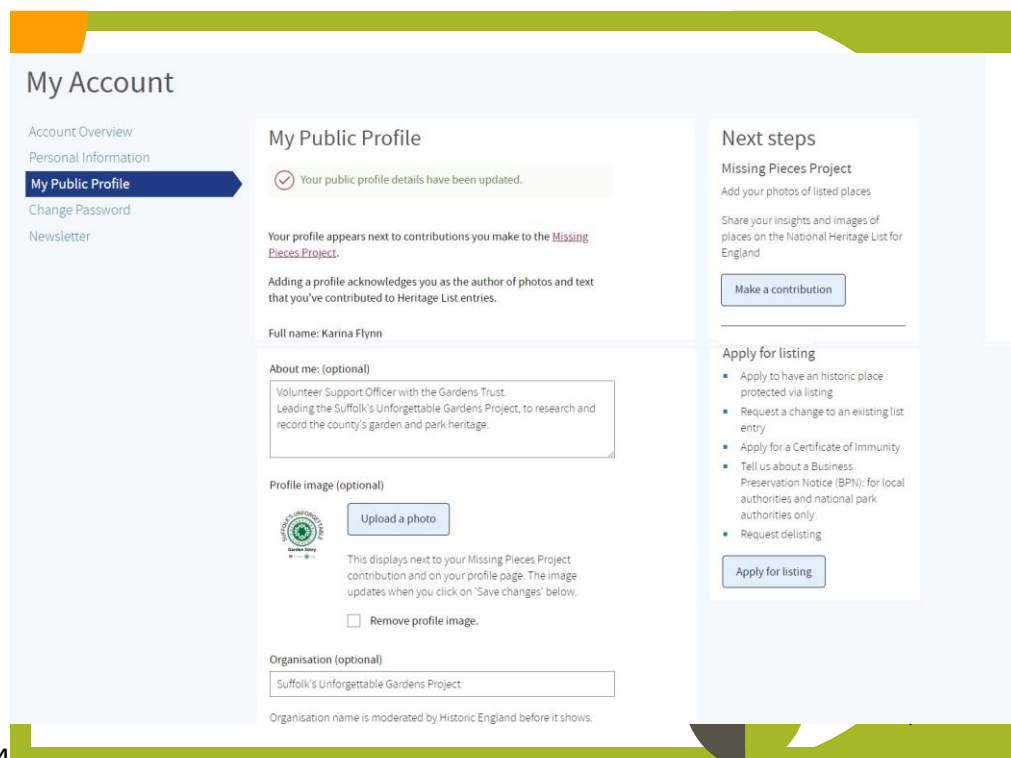 My Account
Account Overview
Personal Information
My Public Profile
Change Password
Newsletter
My Public Profile
Your public profile details have been updated.
Your profile appears next to contributions you make to the Missing
Pieces Project.
Adding a profile acknowledges you as the author of photos and text
that you've contributed to Heritage List entries.
Full name: Karina Flynn
About me: (optional)
Volunteer Support Officer with the Gardens Trust.
Leading the Suffolk's Unforgettable Gardens Project, to research and
record the county's garden and park heritage.
Profile image (optional)
SUFFOLK'S UNFORGETTABLE
Garden Story
Upload a photo
This displays next to your Missing Pieces Project
contribution and on your profile page. The image
updates when you click on 'Save changes' below.
Remove profile image.
Organisation (optional)
Suffolk's Unforgettable Gardens Project
Organisation name is moderated by Historic England before it shows.
Next steps
Missing Pieces Project
Add your photos of listed places
Share your insights and images of
places on the National Heritage List for
England
Make a contribution
Apply for listing
Apply to have an historic place
protected via listing
Request a change to an existing list
entry
Apply for a Certificate of Immunity
Tell us about a Business
Preservation Notice (BPN): for local
authorities and national park
authorities only
Request delisting
Apply for listing